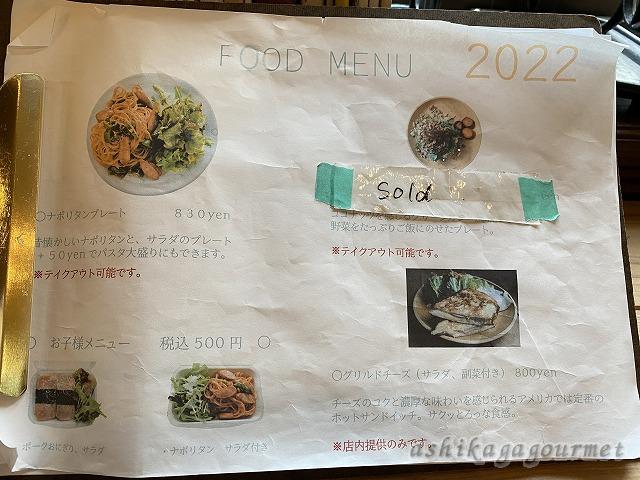 FOOD MENU 2022
○ナポリタンプレート 830yen
昔懐かしいナポリタンと、サラダのプレート
+50yenでパスタ大盛りにもできます。
※テイクアウト可能です。
○ お子様メニュー 税込500円 ○
ポークおにぎり、サラダ
・ナポリタン サラダ付き
Sold
野菜をたっぷりご飯にのせたプレート。
※テイクアウト可能です。
○グリルドチーズ(サラダ、副菜付き) 800yen
チーズのコクと濃厚な味わいを感じられるアメリカでは定番の
ホットサンドイッチ。サクッとろっな食感。
※店内提供のみです。
ashikagagourmet